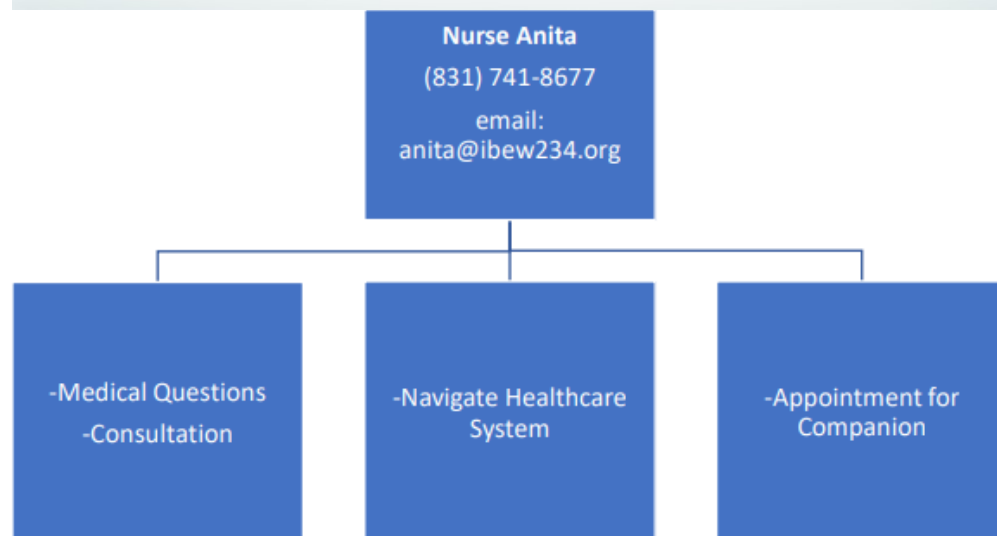 Nurse Anita
(831) 741-8677
email:
anita@ibew234.org
-Medical Questions
-Consultation
-Navigate Healthcare
System
-Appointment for
Companion